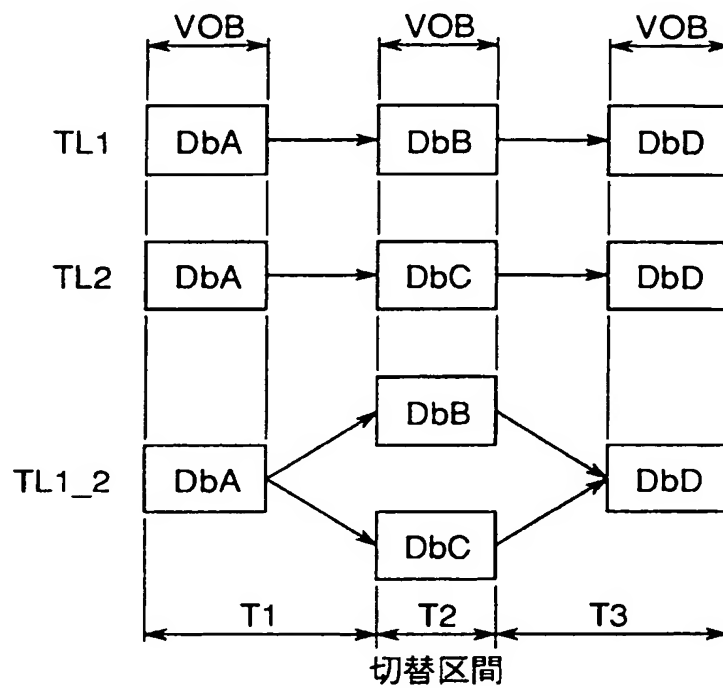 VOB VOB VOB
TL1 DbA DbB DbD
TL2 DbA DbC DbD
DbB
TL1_2 DbA DbD
DbC
T1 T2 T3
切替区間